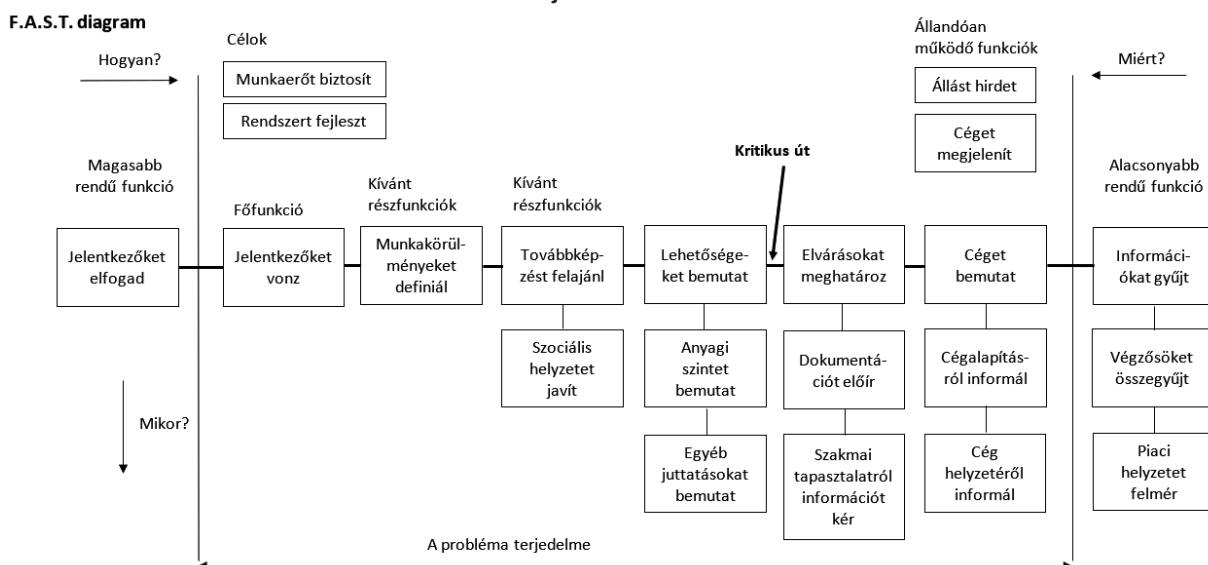 F.A.S.T. diagram
Hogyan?
Célok
Munkaerőt biztosít
Rendszert fejleszt
Állandóan
működő funkciók
Állást hirdet
Céget
megjelenít
Miért?
Magasabb
rendű funkció
Főfunkció
Kívánt
részfunkciók
Kívánt
részfunkciók
Kritikus út
Alacsonyabb
rendű funkció
Jelentkezőket
elfogad
Jelentkezőket
vonz
Munkakörül-
ményeket
definiál
Továbbkép-
zést felajánl
Lehetősége-
ket bemutat
Elvárásokat
meghatároz
Céget
bemutat
Informáci-
ókat gyűjt
Szociális
helyzetet
javít
Anyagi
szintet
bemutat
Dokumentá-
ciót előír
Cégalapítás-
ról informál
Végzősöket
összegyűjt
Mikor?
Egyéb
juttatásokat
bemutat
Szakmai
tapasztalatról
információt
kér
Cég
helyzetéről
informál
Piaci
helyzetet
felmér
A probléma terjedelme